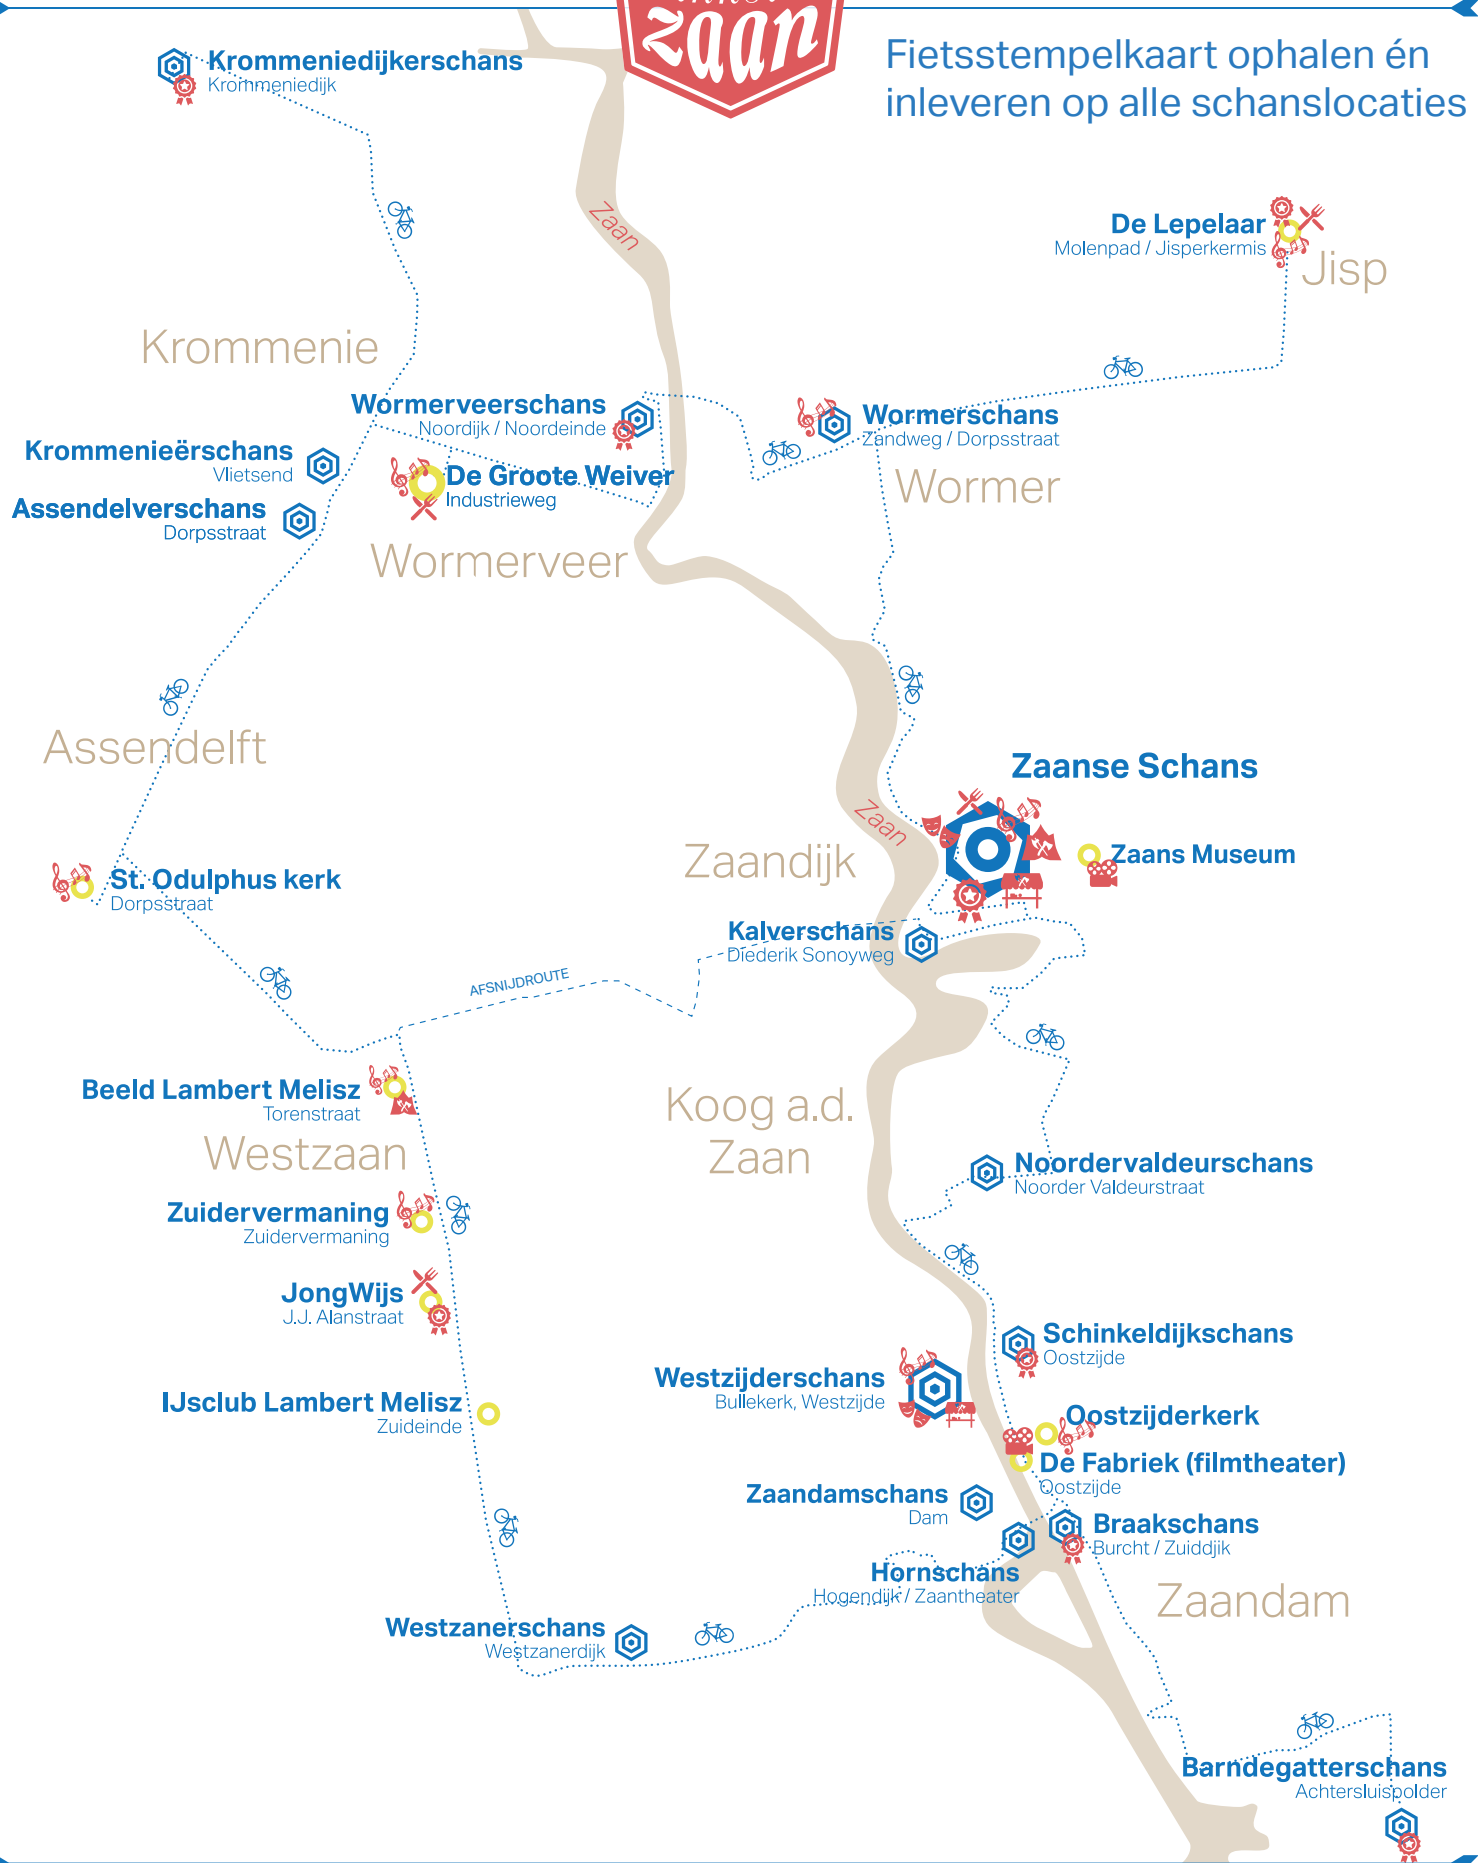 zaan
Fietsstempelkaart ophalen én
inleveren op alle schanslocaties
Krommeniedijkerschans
Krommeniedijk
Zaan
De Lepelaar
Molenpad / Jisperkermis
Jisp
Krommenie
Wormerveerschans
Noordijk / Noordeinde
Wormerschans
Zandweg / Dorpsstraat
Krommenieërschans
Vlietsend
De Groote Weiver
Industrieweg
Wormer
Assendelverschans
Dorpsstraat
Wormerveer
Assendelft
Zaanse Schans
Zaan
Zaandijk
Zaans Museum
St. Odulphus kerk
Dorpsstraat
Kalverschans
Diederik Sonoyweg
AFSNIJDROUTE
Beeld Lambert Melisz
Torenstraat
Koog a.d.
Zaan
Westzaan
Noordervaldeurschans
Noorder Valdeurstraat
Zuidervermaning
Zuidervermaning
JongWijs
J.J. Alanstraat
Schinkeldijkschans
Oostzijde
Westzijderschans
Bullekerk, Westzijde
IJsclub Lambert Melisz
Zuideinde
Oostzijderkerk
De Fabriek (filmtheater)
Oostzijde
Zaandamschans
Dam
Braakschans
Burcht / Zuiddjik
Hornschans
Hogendijk / Zaantheater
Zaandam
Westzanerschans
Westzanerdijk
Barndegatterschans
Achtersluispolder